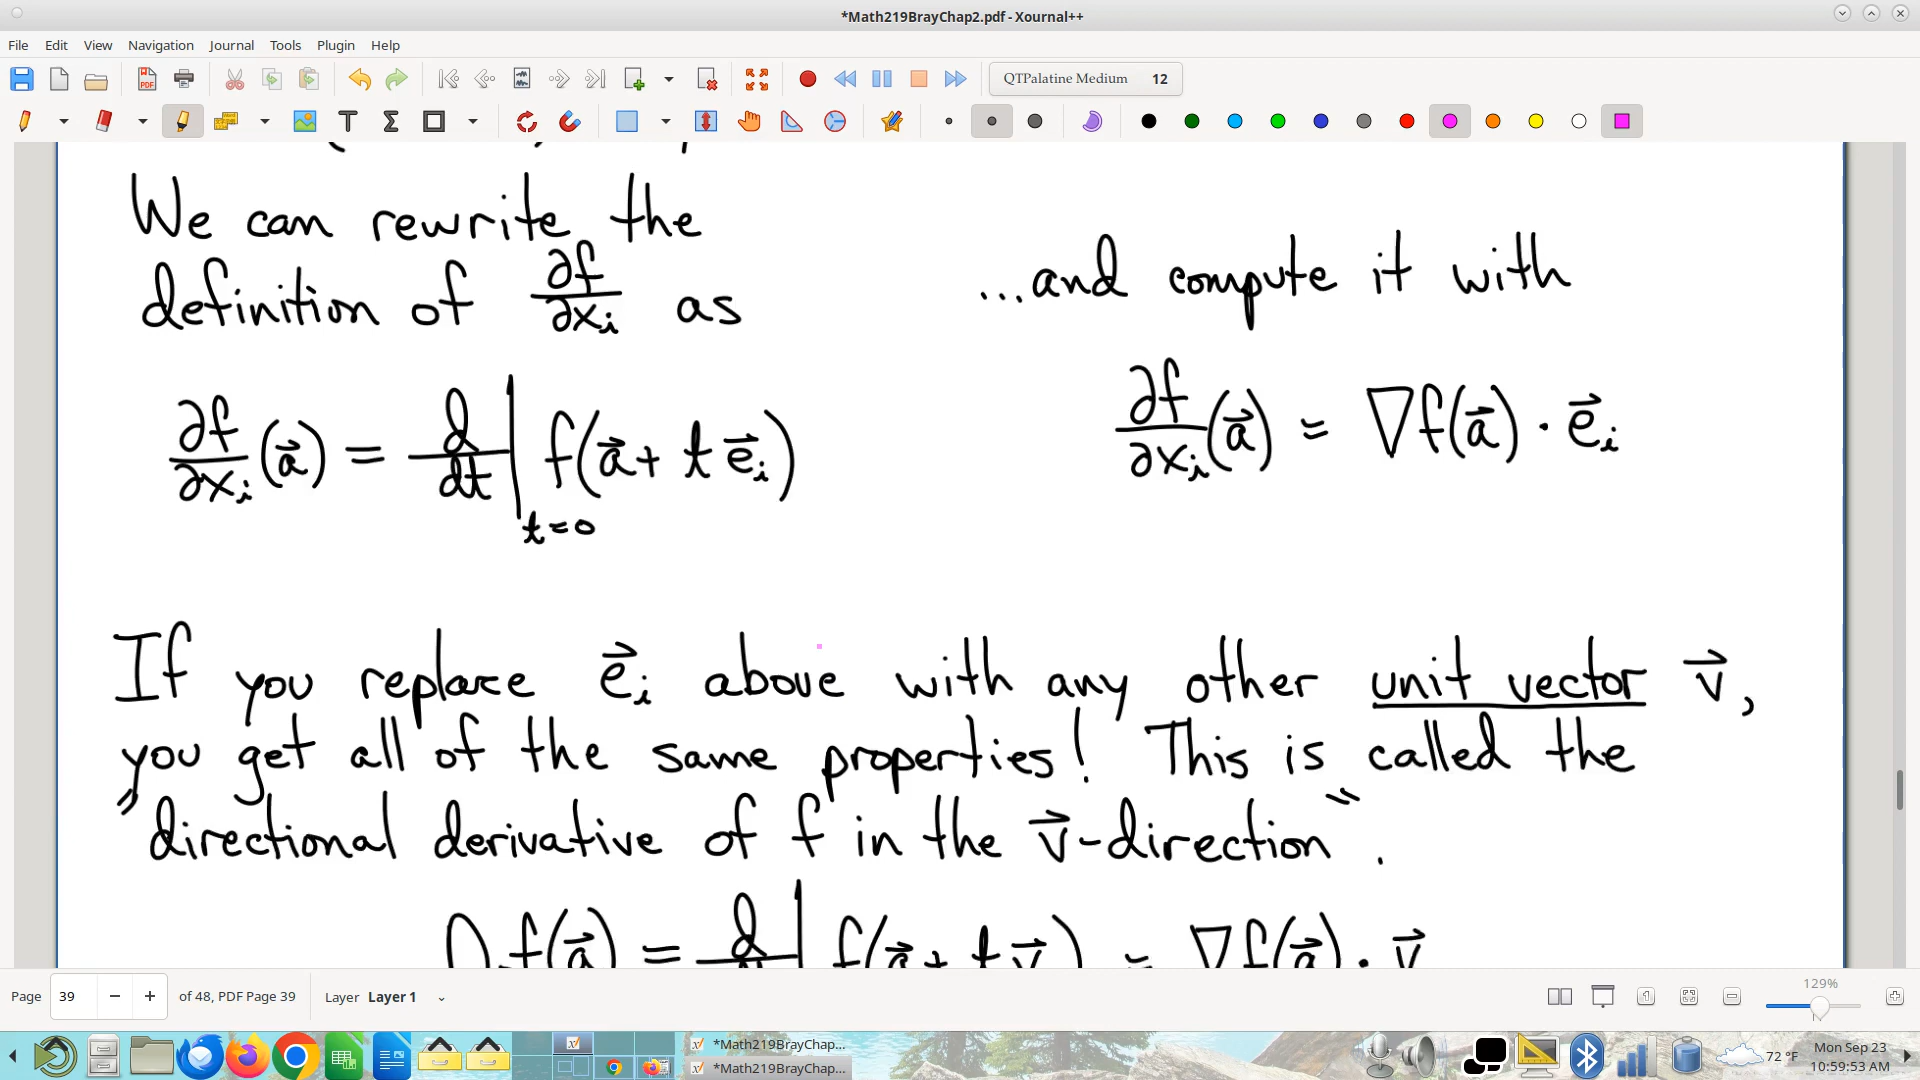 *Math219BrayChap2.pdf - Xournal++
File Edit View Navigation Journal Tools Plugin Help
QTPalatine Medium 12
We can rewrite the
definition of ∂f/∂xᵢ as
...and compute it with
∂f/∂xᵢ(a⃗) = d/dt|ₜ₌₀ f(a⃗ + t e⃗ᵢ)
∂f/∂xᵢ(a⃗) = ∇f(a⃗) · e⃗ᵢ
If you replace e⃗ᵢ above with any other unit vector v⃗,
you get all of the same properties! This is called the
"directional derivative of f in the v⃗-direction".
f(a⃗) = d f(a⃗ + t v⃗) = ∇f(a⃗) · v⃗
Page 39 − + of 48, PDF Page 39 Layer Layer 1
129%
*Math219BrayChap...
*Math219BrayChap...
72 °F
Mon Sep 23
10:59:53 AM